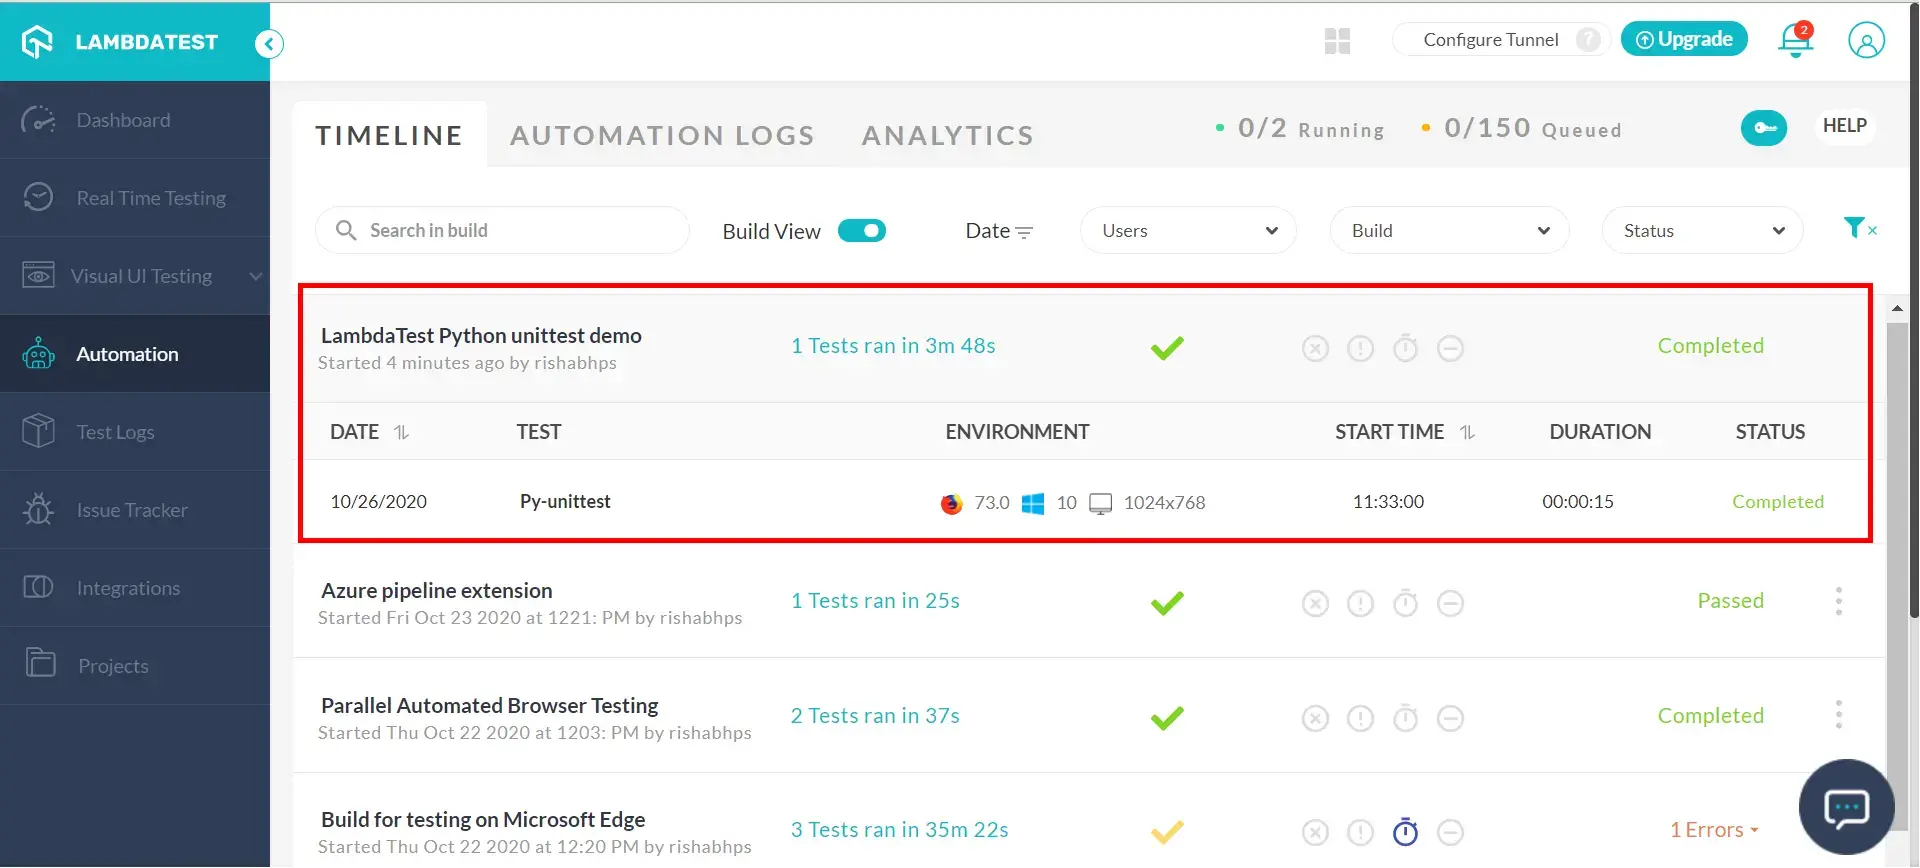 LAMBDATEST
Configure Tunnel ?
Upgrade
2
Dashboard
Real Time Testing
Visual UI Testing
Automation
Test Logs
Issue Tracker
Integrations
Projects
TIMELINE AUTOMATION LOGS ANALYTICS
0/2 Running 0/150 Queued
HELP
Search in build
Build View
Date
Users
Build
Status
LambdaTest Python unittest demo
Started 4 minutes ago by rishabhps
1 Tests ran in 3m 48s
Completed
DATE TEST ENVIRONMENT START TIME DURATION STATUS
10/26/2020 Py-unittest 73.0 10 1024x768 11:33:00 00:00:15 Completed
Azure pipeline extension
Started Fri Oct 23 2020 at 1221: PM by rishabhps
1 Tests ran in 25s
Passed
Parallel Automated Browser Testing
Started Thu Oct 22 2020 at 1203: PM by rishabhps
2 Tests ran in 37s
Completed
Build for testing on Microsoft Edge
Started Thu Oct 22 2020 at 12:20 PM by rishabhps
3 Tests ran in 35m 22s
1 Errors